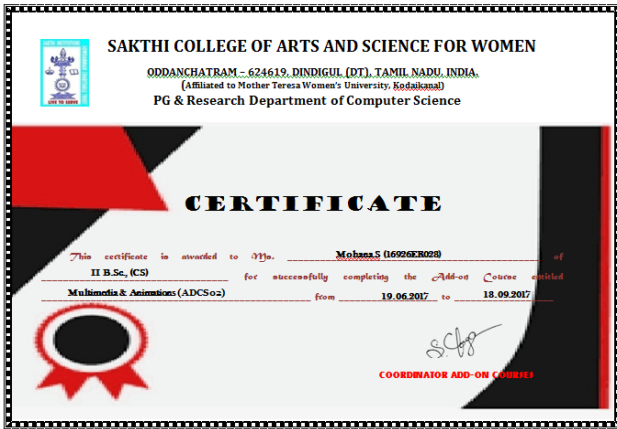 SAKTHI COLLEGE OF ARTS AND SCIENCE FOR WOMEN
ODDANCHATRAM – 624619, DINDIGUL (DT), TAMIL NADU, INDIA.
(Affiliated to Mother Teresa Women's University, Kodaikanal)
PG & Research Department of Computer Science
LIVE TO SERVE
CERTIFICATE
This certificate is awarded to Ms. Mohana.S (16926ER028) of
II B.Sc., (CS) for successfully completing the Add-on Course entitled
Multimedia & Animations (ADCS02) from 19.06.2017 to 18.09.2017
COORDINATOR ADD-ON COURSES